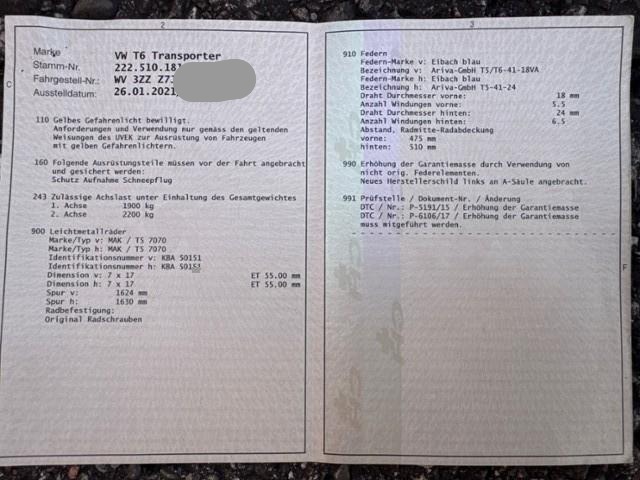 2
Marke VW T6 Transporter
Stamm-Nr. 222.510.181
Fahrgestell-Nr.: WV 3ZZ Z7J
Ausstelldatum: 26.01.2021
C
110 Gelbes Gefahrenlicht bewilligt.
Anforderungen und Verwendung nur gemäss den geltenden
Weisungen des UVEK zur Ausrüstung von Fahrzeugen
mit gelben Gefahrenlichtern.
160 Folgende Ausrüstungsteile müssen vor der Fahrt angebracht
und gesichert werden:
Schutz Aufnahme Schneepflug
243 Zulässige Achslast unter Einhaltung des Gesamtgewichtes
1. Achse 1900 kg
2. Achse 2200 kg
900 Leichtmetallräder
Marke/Typ v: MAK / T5 7070
Marke/Typ h: MAK / T5 7070
Identifikationsnummer v: KBA 50151
Identifikationsnummer h: KBA 50151
Dimension v: 7 x 17 ET 55.00 mm
Dimension h: 7 x 17 ET 55.00 mm
Spur v: 1624 mm
Spur h: 1630 mm
Radbefestigung:
Original Radschrauben
3
910 Federn
Federn-Marke v: Eibach blau
Bezeichnung v: Ariva-GmbH T5/T6-41-18VA
Federn-Marke h: Eibach blau
Bezeichnung h: Ariva-GmbH T5-41-24
Draht Durchmesser vorne: 18 mm
Anzahl Windungen vorne: 5.5
Draht Durchmesser hinten: 24 mm
Anzahl Windungen hinten: 6.5
Abstand, Radmitte-Radabdeckung
vorne: 475 mm
hinten: 510 mm
990 Erhöhung der Garantiemasse durch Verwendung von
nicht orig. Federelementen.
Neues Herstellerschild links an A-Säule angebracht.
991 Prüfstelle / Dokument-Nr. / Änderung
DTC / Nr.: P-5191/15 / Erhöhung der Garantiemasse
DTC / Nr.: P-6106/17 / Erhöhung der Garantiemasse
muss mitgeführt werden.
F